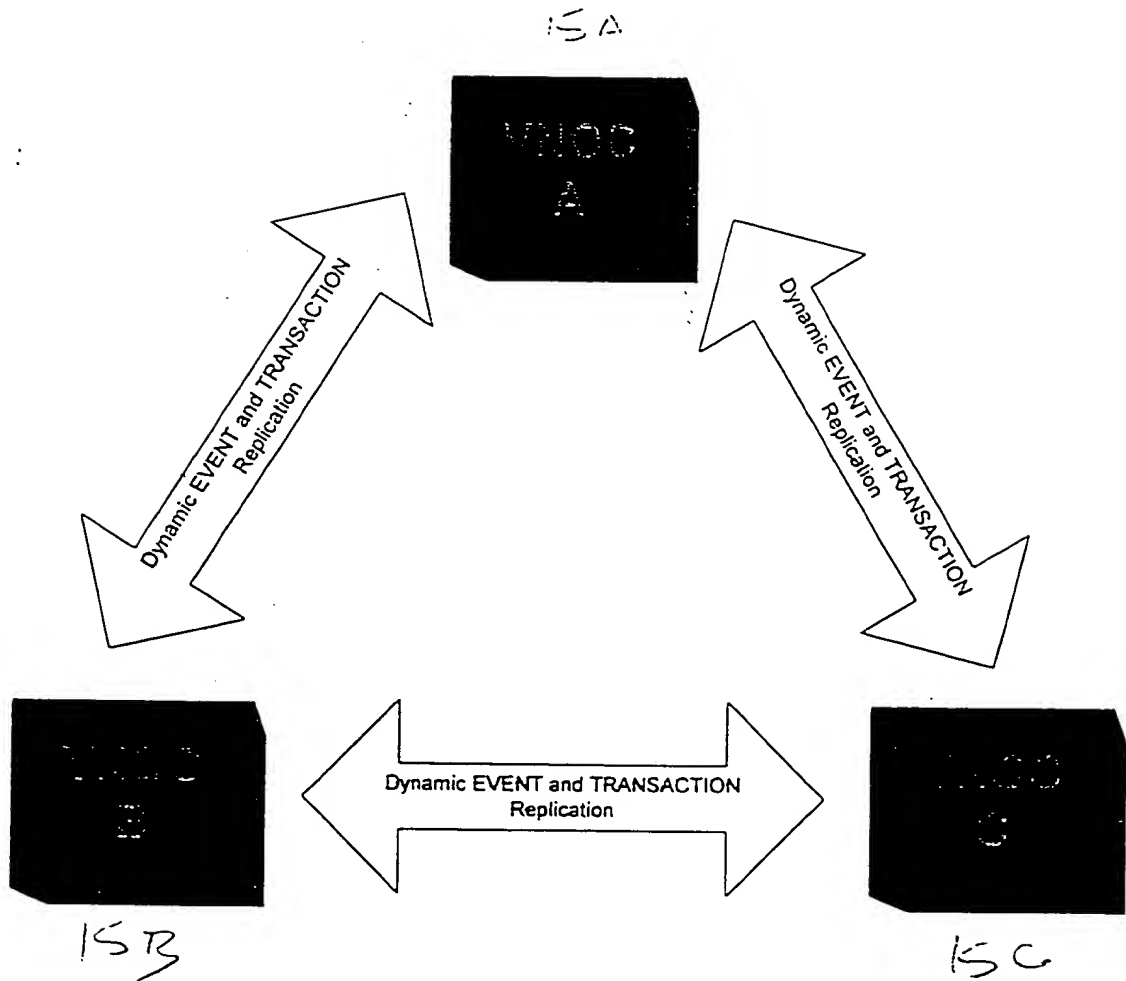 15A
VNOC
A
Dynamic EVENT and TRANSACTION
Replication
Dynamic EVENT and TRANSACTION
Replication
B
Dynamic EVENT and TRANSACTION
Replication
C
15B
15C